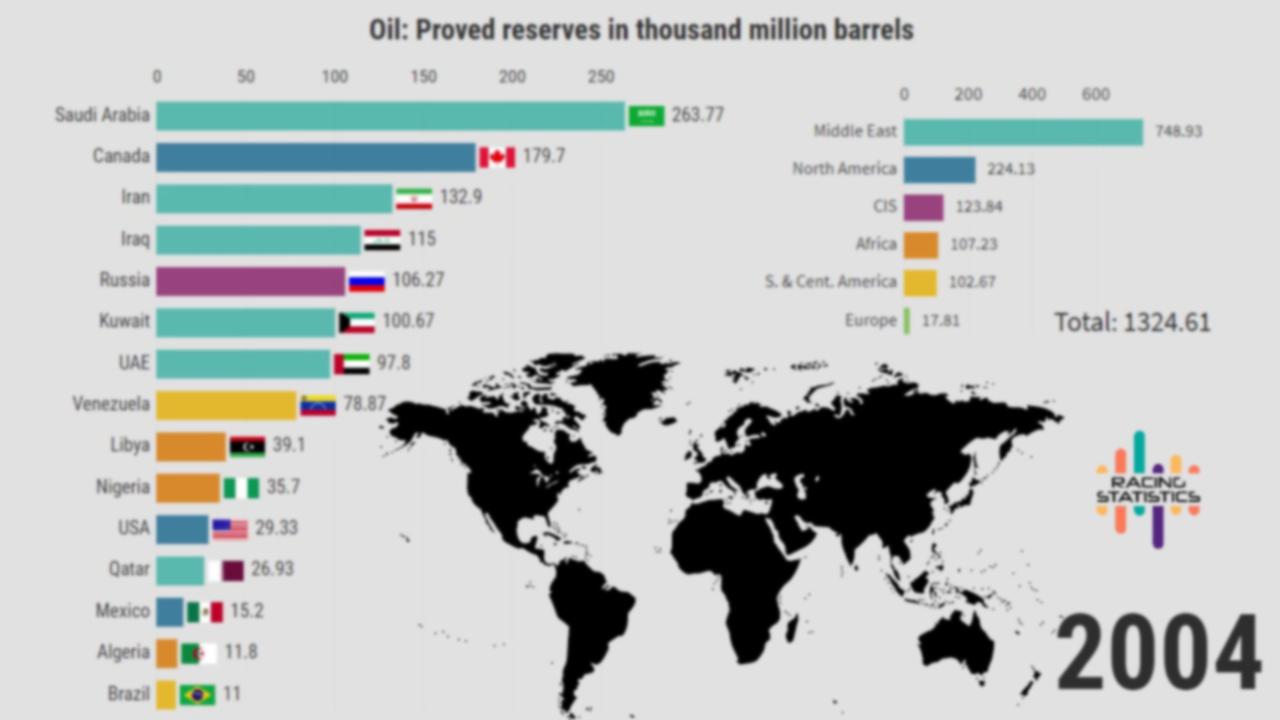 Oil: Proved reserves in thousand million barrels
0 50 100 150 200 250
Saudi Arabia 263.77
Canada 179.7
Iran 132.9
Iraq 115
Russia 106.27
Kuwait 100.67
UAE 97.8
Venezuela 78.87
Libya 39.1
Nigeria 35.7
USA 29.33
Qatar 26.93
Mexico 15.2
Algeria 11.8
Brazil 11
0 200 400 600
Middle East 748.93
North America 224.13
CIS 123.84
Africa 107.23
S. & Cent. America 102.67
Europe 17.81
Total: 1324.61
RACING
STATISTICS
2004